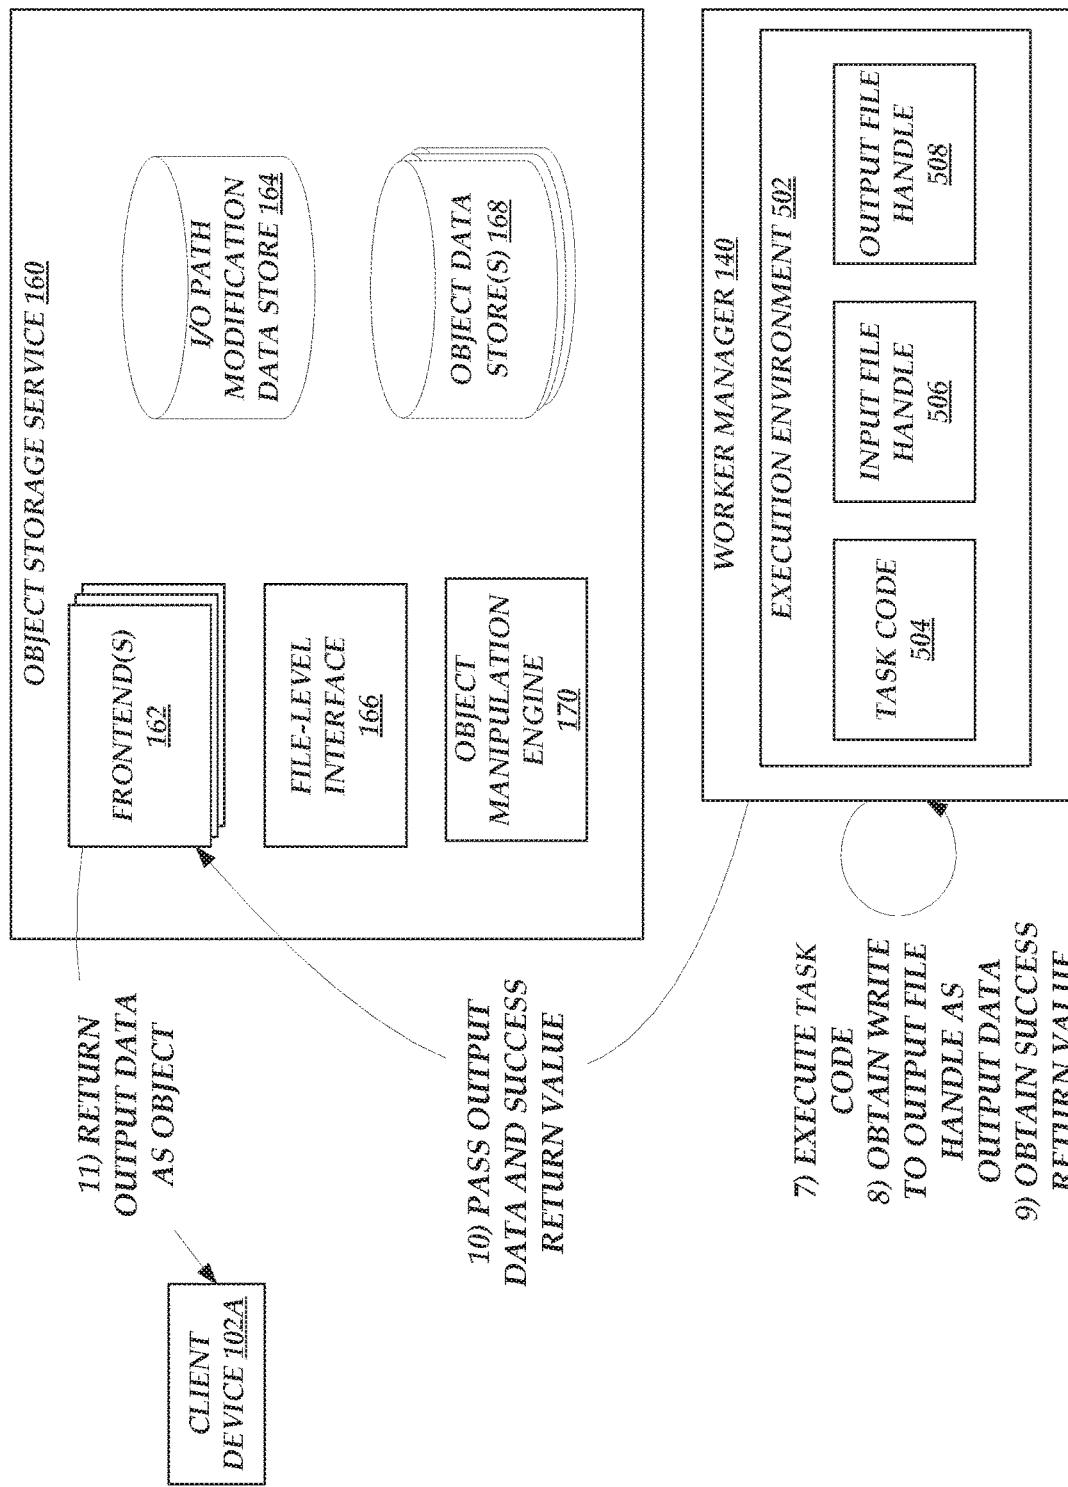 OBJECT STORAGE SERVICE 160
FRONTEND(S)
162
FILE-LEVEL
INTERFACE
166
OBJECT
MANIPULATION
ENGINE
170
I/O PATH
MODIFICATION
DATA STORE 164
OBJECT DATA
STORE(S) 168
CLIENT
DEVICE 102A
11) RETURN
OUTPUT DATA
AS OBJECT
10) PASS OUTPUT
DATA AND SUCCESS
RETURN VALUE
WORKER MANAGER 140
EXECUTION ENVIRONMENT 502
TASK CODE
504
INPUT FILE
HANDLE
506
OUTPUT FILE
HANDLE
508
7) EXECUTE TASK
CODE
8) OBTAIN WRITE
TO OUTPUT FILE
HANDLE AS
OUTPUT DATA
9) OBTAIN SUCCESS
RETURN VALUE